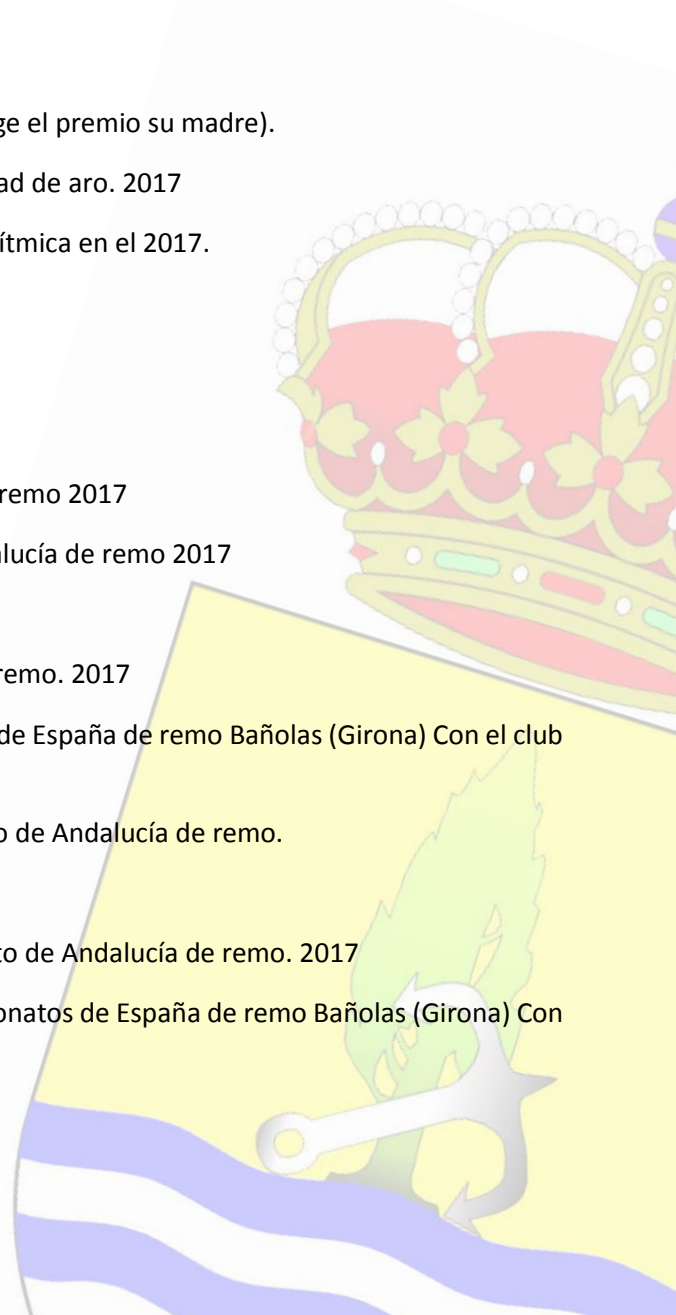 ge el premio su madre).
ad de aro. 2017
ítmica en el 2017.
remo 2017
alucía de remo 2017
remo. 2017
de España de remo Bañolas (Girona) Con el club
o de Andalucía de remo.
to de Andalucía de remo. 2017
onatos de España de remo Bañolas (Girona) Con